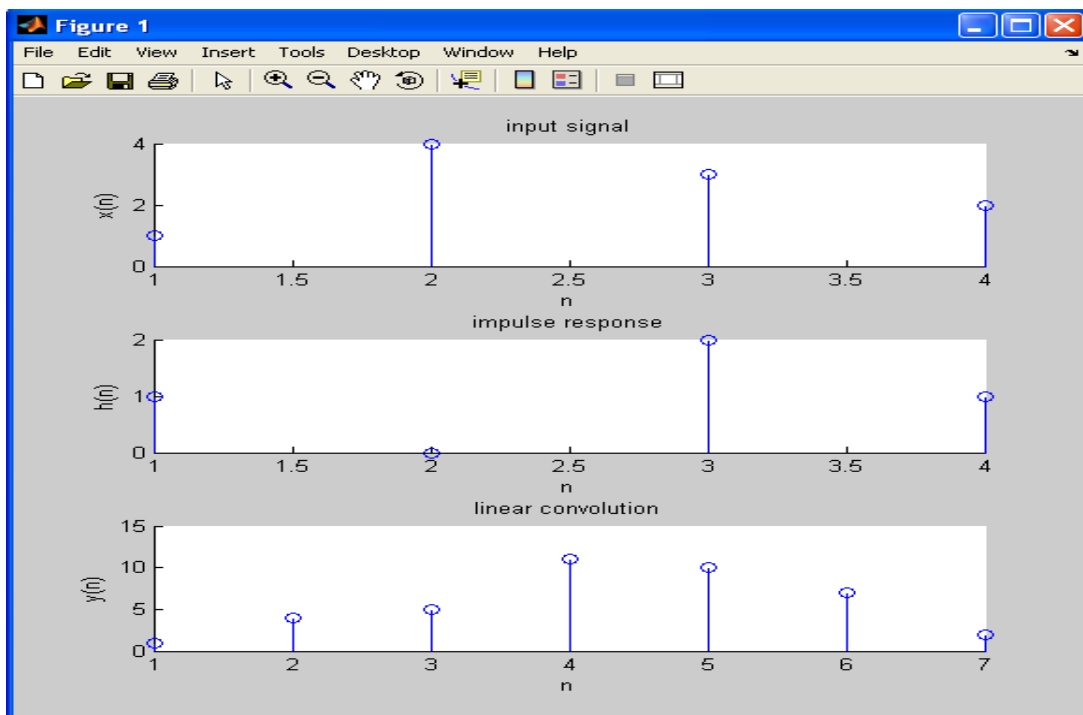 Figure 1
File Edit View Insert Tools Desktop Window Help
input signal
4
2
0
x(n)
1 1.5 2 2.5 3 3.5 4
n
impulse response
2
1
0
h(n)
1 1.5 2 2.5 3 3.5 4
n
linear convolution
15
10
5
0
y(n)
1 2 3 4 5 6 7
n